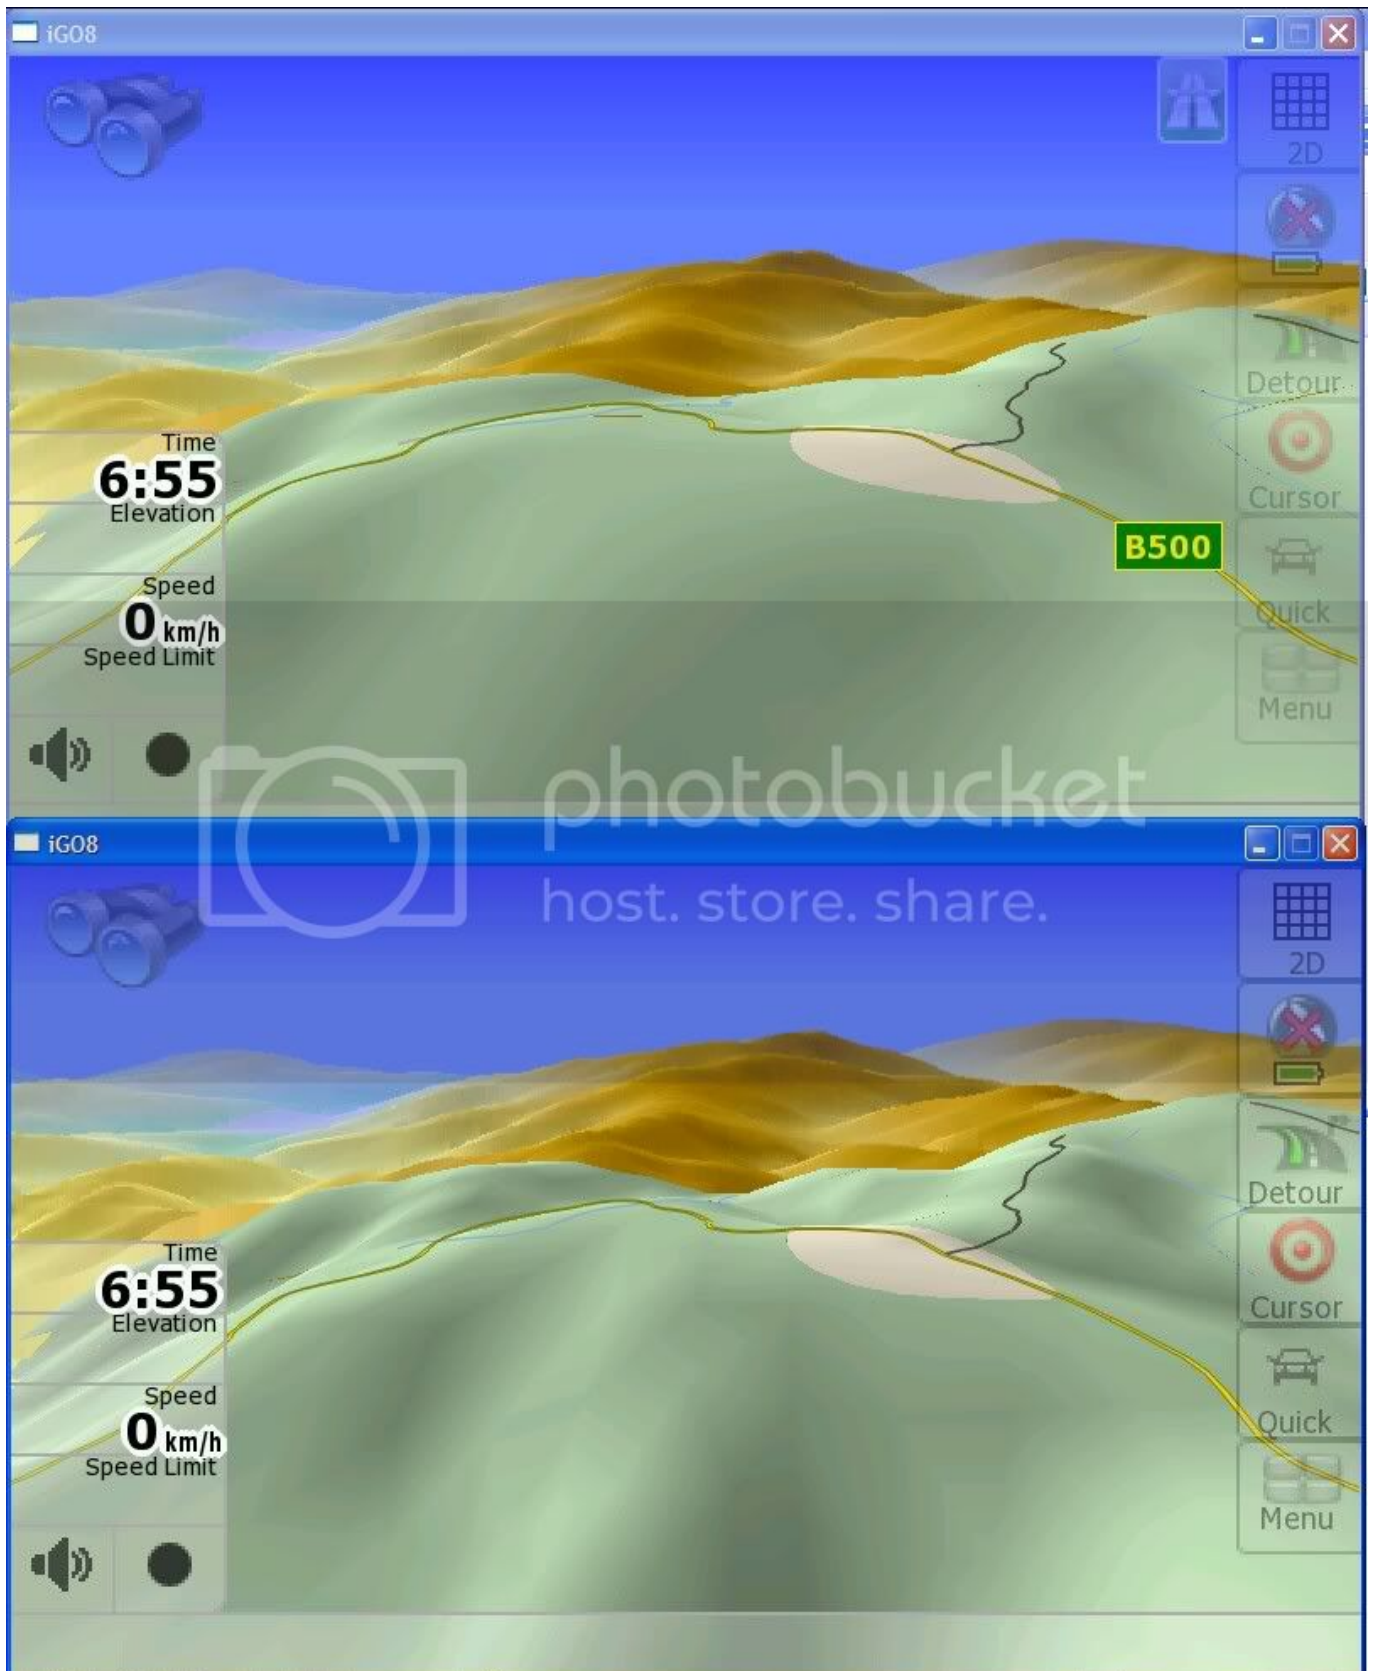 iGO8
2D
Detour
Time
6:55
Elevation
Cursor
B500
Speed
0 km/h
Quick
Speed Limit
Menu
photobucket
host. store. share.
iGO8
2D
Detour
Time
6:55
Elevation
Cursor
Speed
0 km/h
Quick
Speed Limit
Menu